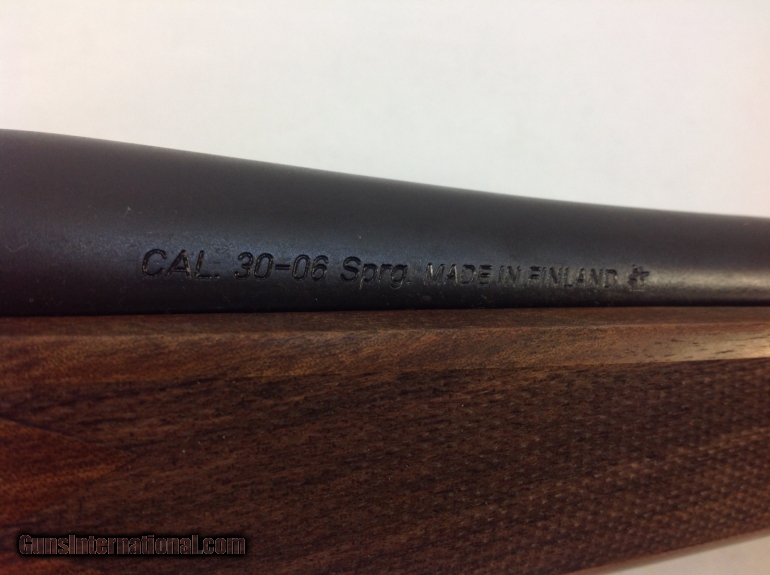 CAL. 30-06 Sprg. MADE IN FINLAND
GunsInternational.com